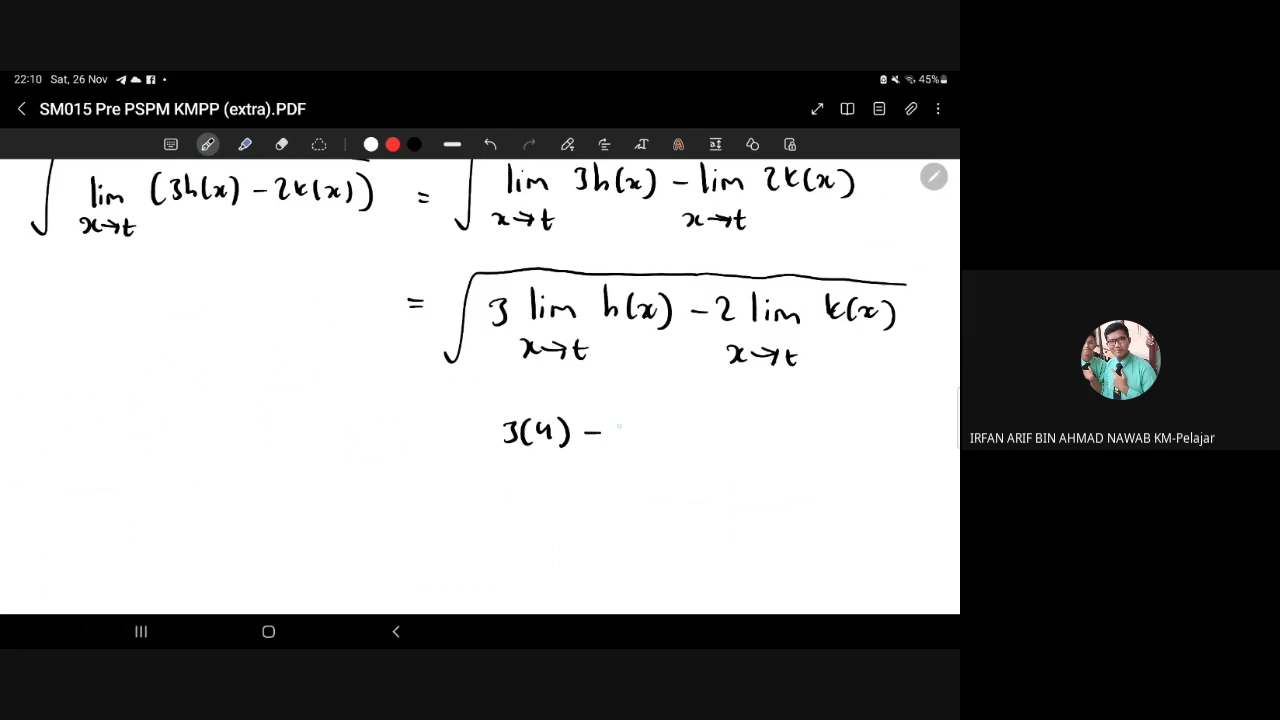 22:10 Sat, 26 Nov 45%
SM015 Pre PSPM KMPP (extra).PDF
√ lim x→t (3h(x) - 2k(x)) = √ lim x→t 3h(x) - lim x→t 2k(x)
= √ 3 lim x→t h(x) - 2 lim x→t k(x)
3(4) -
IRFAN ARIF BIN AHMAD NAWAB KM-Pelajar